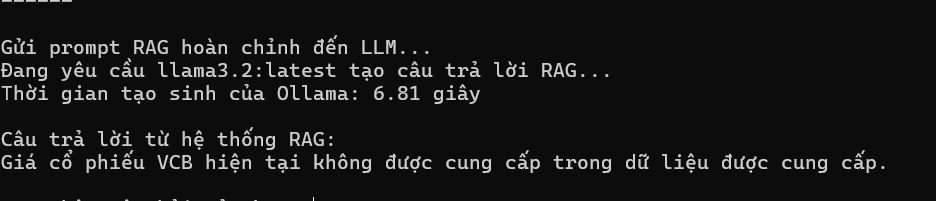 Gửi prompt RAG hoàn chỉnh đến LLM...
Đang yêu cầu llama3.2:latest tạo câu trả lời RAG...
Thời gian tạo sinh của Ollama: 6.81 giây
Câu trả lời từ hệ thống RAG:
Giá cổ phiếu VCB hiện tại không được cung cấp trong dữ liệu được cung cấp.